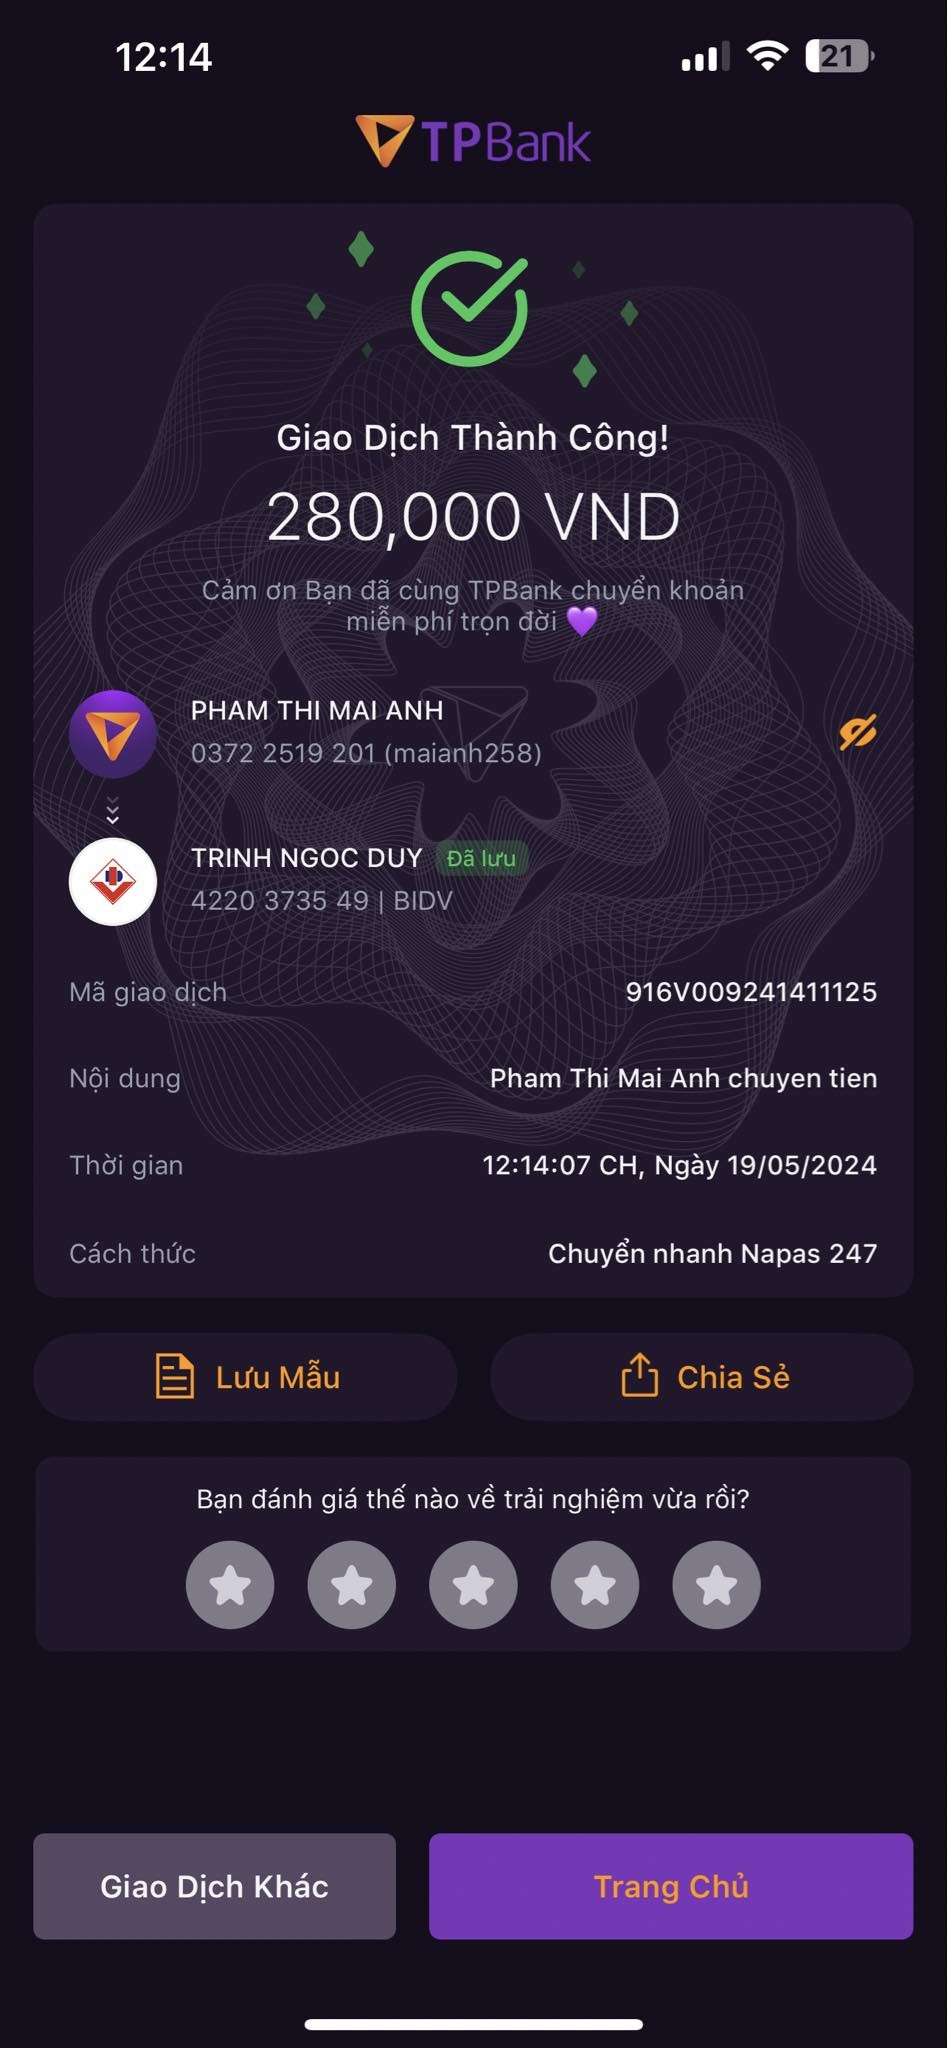 12:14
21
TPBank
Giao Dịch Thành Công!
280,000 VND
Cảm ơn Bạn đã cùng TPBank chuyển khoản
miễn phí trọn đời 💜
PHAM THI MAI ANH
0372 2519 201 (maianh258)
TRINH NGOC DUY Đã lưu
4220 3735 49 | BIDV
Mã giao dịch 916V009241411125
Nội dung Pham Thi Mai Anh chuyen tien
Thời gian 12:14:07 CH, Ngày 19/05/2024
Cách thức Chuyển nhanh Napas 247
Lưu Mẫu Chia Sẻ
Bạn đánh giá thế nào về trải nghiệm vừa rồi?
Giao Dịch Khác Trang Chủ